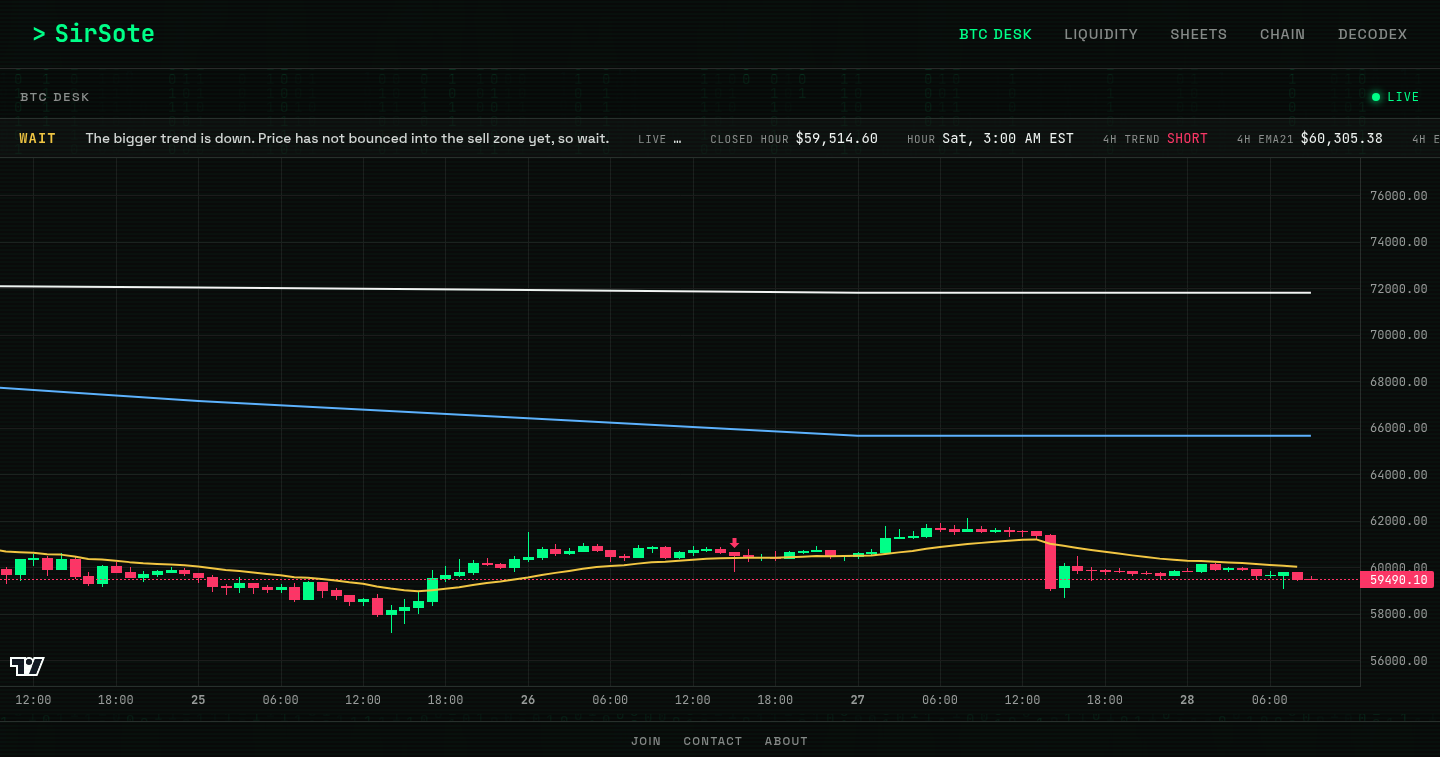 > SirSote
BTC DESK LIQUIDITY SHEETS CHAIN DECODEX
BTC DESK
LIVE
WAIT The bigger trend is down. Price has not bounced into the sell zone yet, so wait. LIVE … CLOSED HOUR $59,514.60 HOUR Sat, 3:00 AM EST 4H TREND SHORT 4H EMA21 $60,305.38 4H E
76000.00
74000.00
72000.00
70000.00
68000.00
66000.00
64000.00
62000.00
60000.00
59490.10
58000.00
56000.00
12:00 18:00 25 06:00 12:00 18:00 26 06:00 12:00 18:00 27 06:00 12:00 18:00 28 06:00
JOIN CONTACT ABOUT